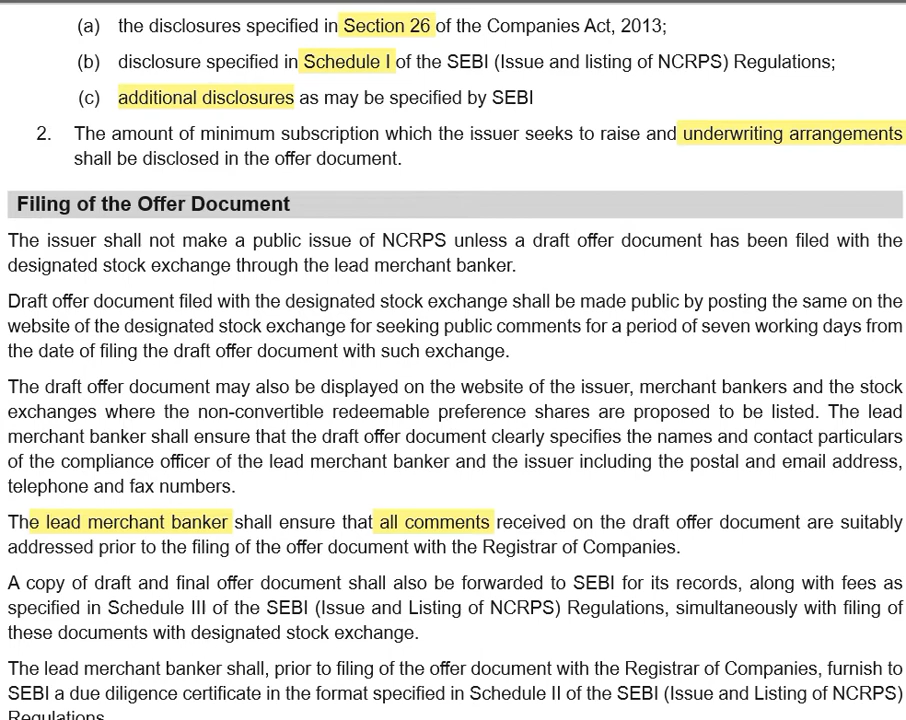 (a) the disclosures specified in Section 26 of the Companies Act, 2013;
(b) disclosure specified in Schedule I of the SEBI (Issue and listing of NCRPS) Regulations;
(c) additional disclosures as may be specified by SEBI
2. The amount of minimum subscription which the issuer seeks to raise and underwriting arrangements
shall be disclosed in the offer document.
Filing of the Offer Document
The issuer shall not make a public issue of NCRPS unless a draft offer document has been filed with the
designated stock exchange through the lead merchant banker.
Draft offer document filed with the designated stock exchange shall be made public by posting the same on the
website of the designated stock exchange for seeking public comments for a period of seven working days from
the date of filing the draft offer document with such exchange.
The draft offer document may also be displayed on the website of the issuer, merchant bankers and the stock
exchanges where the non-convertible redeemable preference shares are proposed to be listed. The lead
merchant banker shall ensure that the draft offer document clearly specifies the names and contact particulars
of the compliance officer of the lead merchant banker and the issuer including the postal and email address,
telephone and fax numbers.
The lead merchant banker shall ensure that all comments received on the draft offer document are suitably
addressed prior to the filing of the offer document with the Registrar of Companies.
A copy of draft and final offer document shall also be forwarded to SEBI for its records, along with fees as
specified in Schedule III of the SEBI (Issue and Listing of NCRPS) Regulations, simultaneously with filing of
these documents with designated stock exchange.
The lead merchant banker shall, prior to filing of the offer document with the Registrar of Companies, furnish to
SEBI a due diligence certificate in the format specified in Schedule II of the SEBI (Issue and Listing of NCRPS)
Regulations